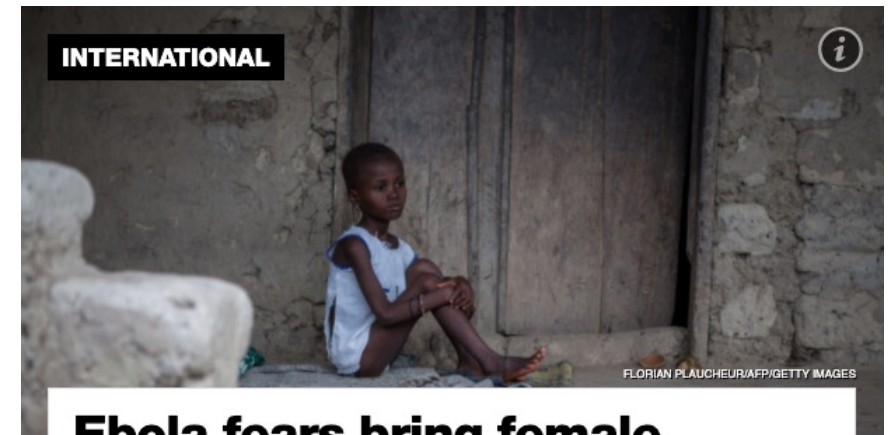 INTERNATIONAL
i
FLORIAN PLAUCHEUR/AFP/GETTY IMAGES
Ebola fears bring female